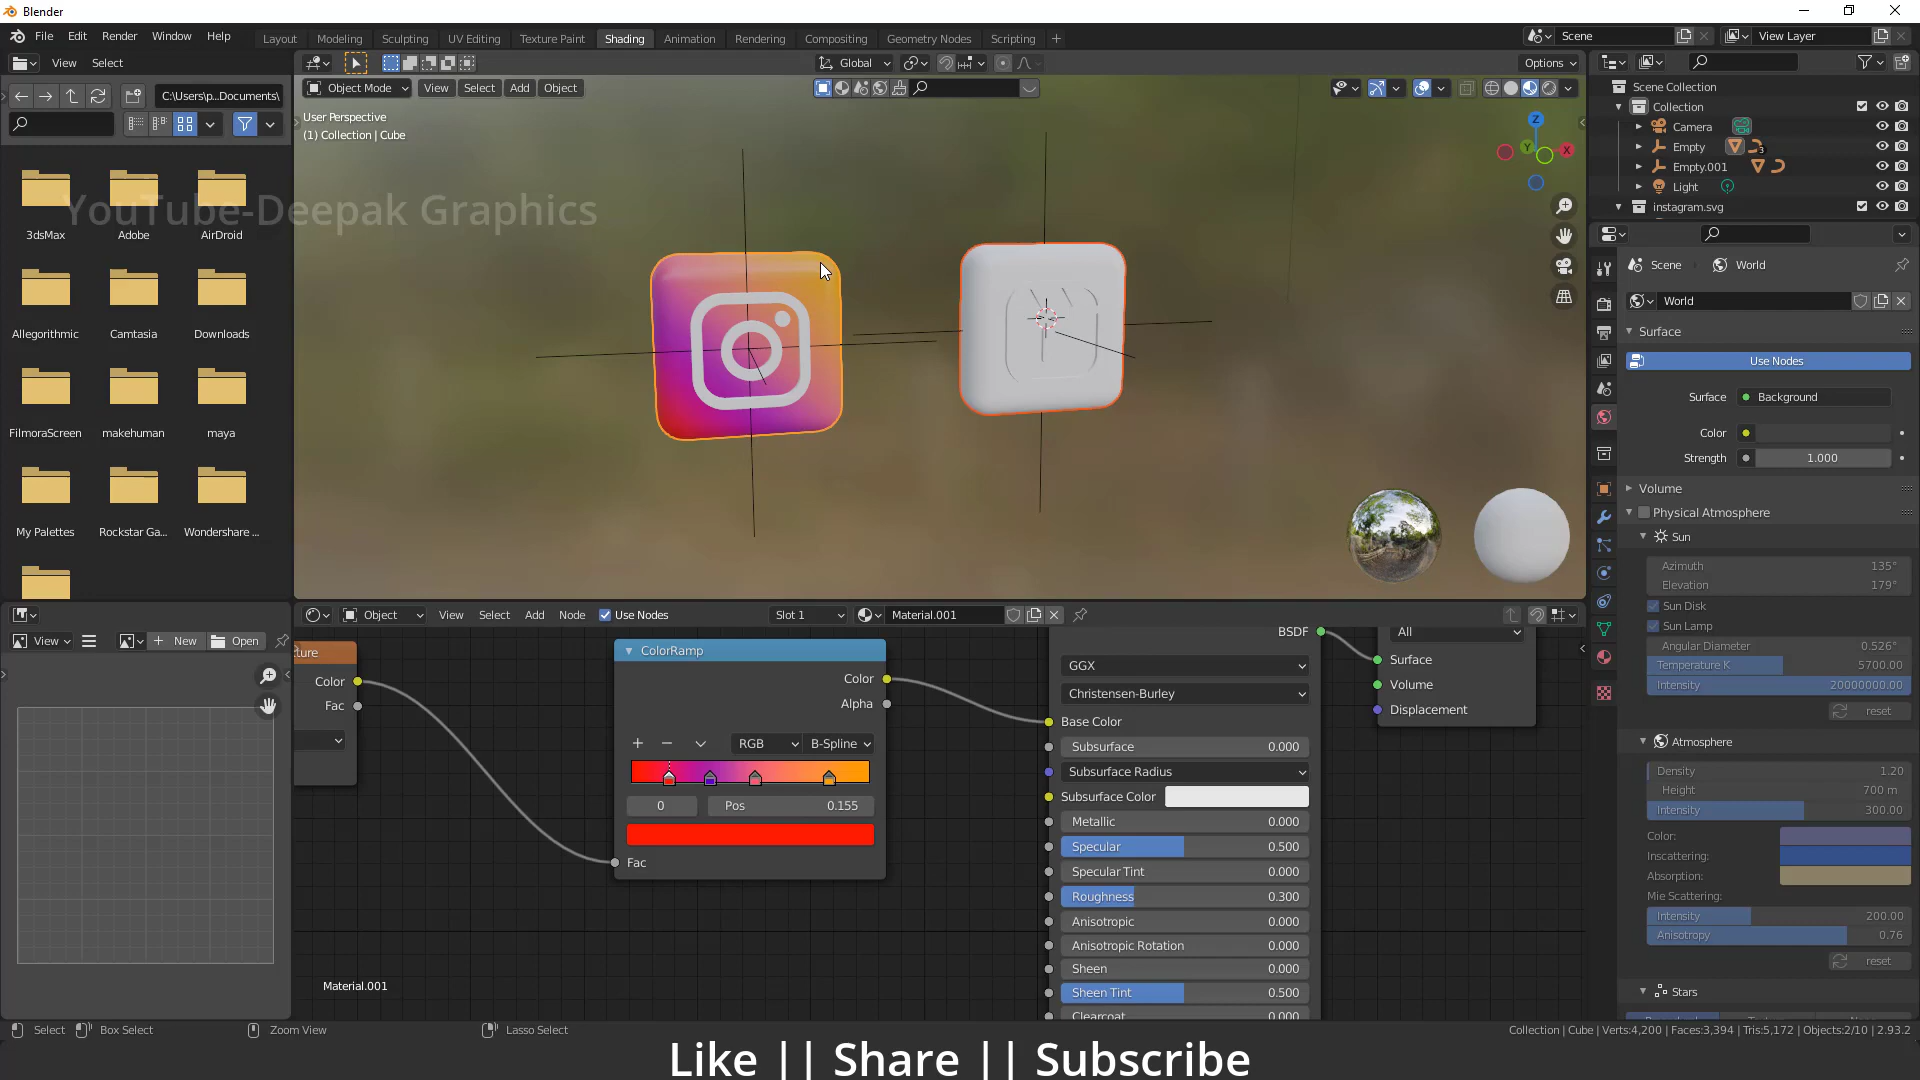 Blender
File Edit Render Window Help Layout Modeling Sculpting UV Editing Texture Paint Shading Animation Rendering Compositing Geometry Nodes Scripting + Scene View Layer
View Select Global Options
C:\Users\p...Documents\ Object Mode View Select Add Object
User Perspective
(1) Collection | Cube
YouTube-Deepak Graphics
3dsMax Adobe AirDroid
Allegorithmic Camtasia Downloads
FilmoraScreen makehuman maya
My Palettes Rockstar Ga... Wondershare ...
Z
Y
X
Scene Collection
Collection
Camera
Empty 3
Empty.001
Light
instagram.svg
Scene World
World
Surface
Use Nodes
Surface Background
Color
Strength 1.000
Volume
Physical Atmosphere
Sun
Azimuth 135°
Elevation 179°
Sun Disk
Sun Lamp
Angular Diameter 0.526°
Temperature K 5700.00
Intensity 20000000.00
reset
Atmosphere
Density 1.20
Height 700 m
Intensity 300.00
Color:
Inscattering:
Absorption:
Mie Scattering:
Intensity 200.00
Anisotropy 0.76
reset
Stars
Object View Select Add Node Use Nodes Slot 1 Material.001
View New Open
ture
Color
Fac
ColorRamp
Color
Alpha
RGB B-Spline
0 Pos 0.155
Fac
BSDF
GGX
Christensen-Burley
Base Color
Subsurface 0.000
Subsurface Radius
Subsurface Color
Metallic 0.000
Specular 0.500
Specular Tint 0.000
Roughness 0.300
Anisotropic 0.000
Anisotropic Rotation 0.000
Sheen 0.000
Sheen Tint 0.500
Clearcoat 0.000
All
Surface
Volume
Displacement
Material.001
Select Box Select Zoom View Lasso Select Collection | Cube | Verts:4,200 | Faces:3,394 | Tris:5,172 | Objects:2/10 | 2.93.2
Like || Share || Subscribe